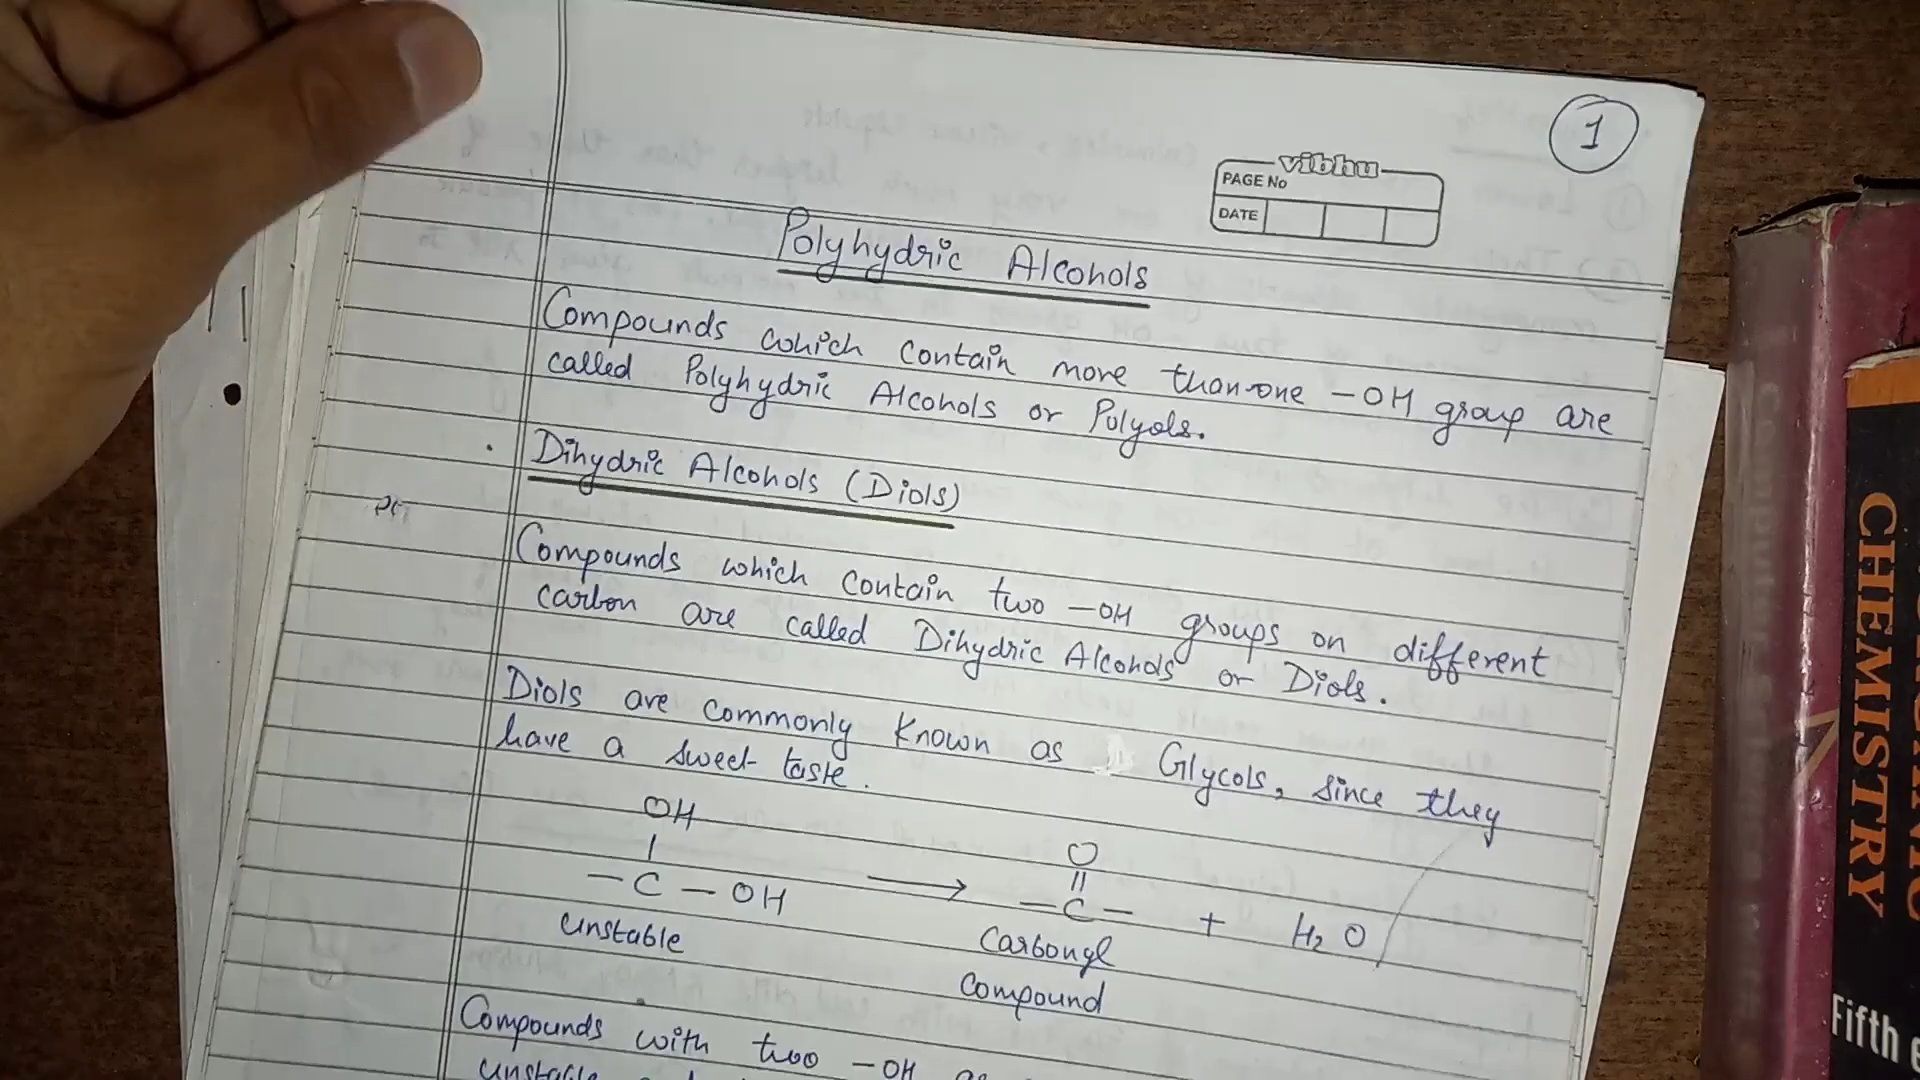 1
vibhu
PAGE No
DATE
Polyhydric Alcohols
Compounds which contain more than one -OH group are
called Polyhydric Alcohols or Polyols.
Dihydric Alcohols (Diols)
Compounds which contain two -OH groups on different
carbon are called Dihydric Alcohols or Diols.
Diols are commonly known as Glycols, since they
have a sweet taste.
OH
|
-C-OH ⟶ -C- + H₂O
O
||
unstable
Carbonyl
Compound
Compounds with two -OH
unstable
CHEMISTRY
Fifth